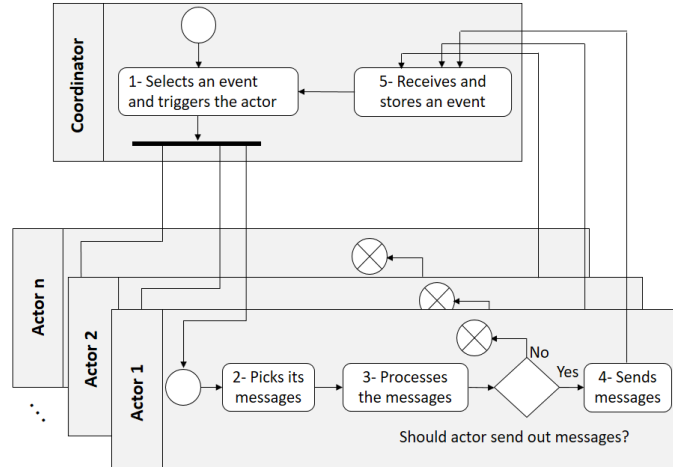 Coordinator
1- Selects an event
and triggers the actor
5- Receives and
stores an event
Actor n
Actor 2
Actor 1
...
2- Picks its
messages
3- Processes
the messages
No
Yes
4- Sends
messages
Should actor send out messages?